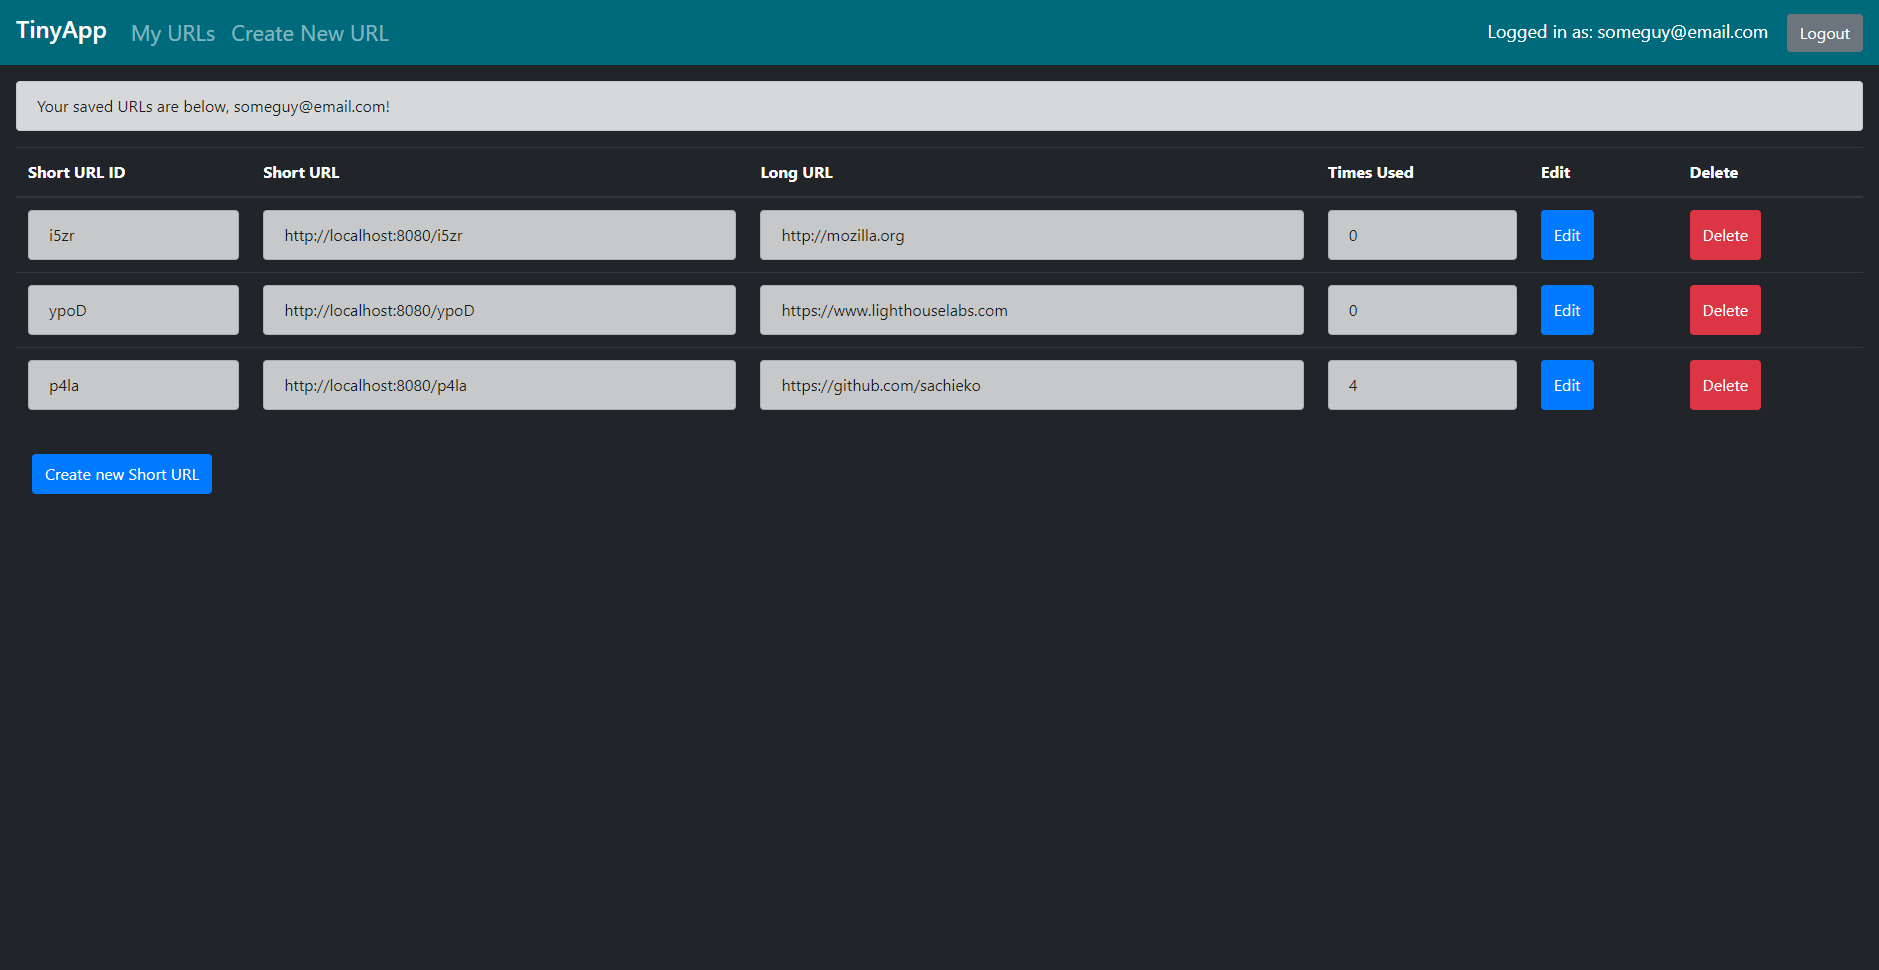 TinyApp My URLs Create New URL Logged in as: someguy@email.com Logout
Your saved URLs are below, someguy@email.com!
Short URL ID Short URL Long URL Times Used Edit Delete
i5zr http://localhost:8080/i5zr http://mozilla.org 0 Edit Delete
ypoD http://localhost:8080/ypoD https://www.lighthouselabs.com 0 Edit Delete
p4la http://localhost:8080/p4la https://github.com/sachieko 4 Edit Delete
Create new Short URL